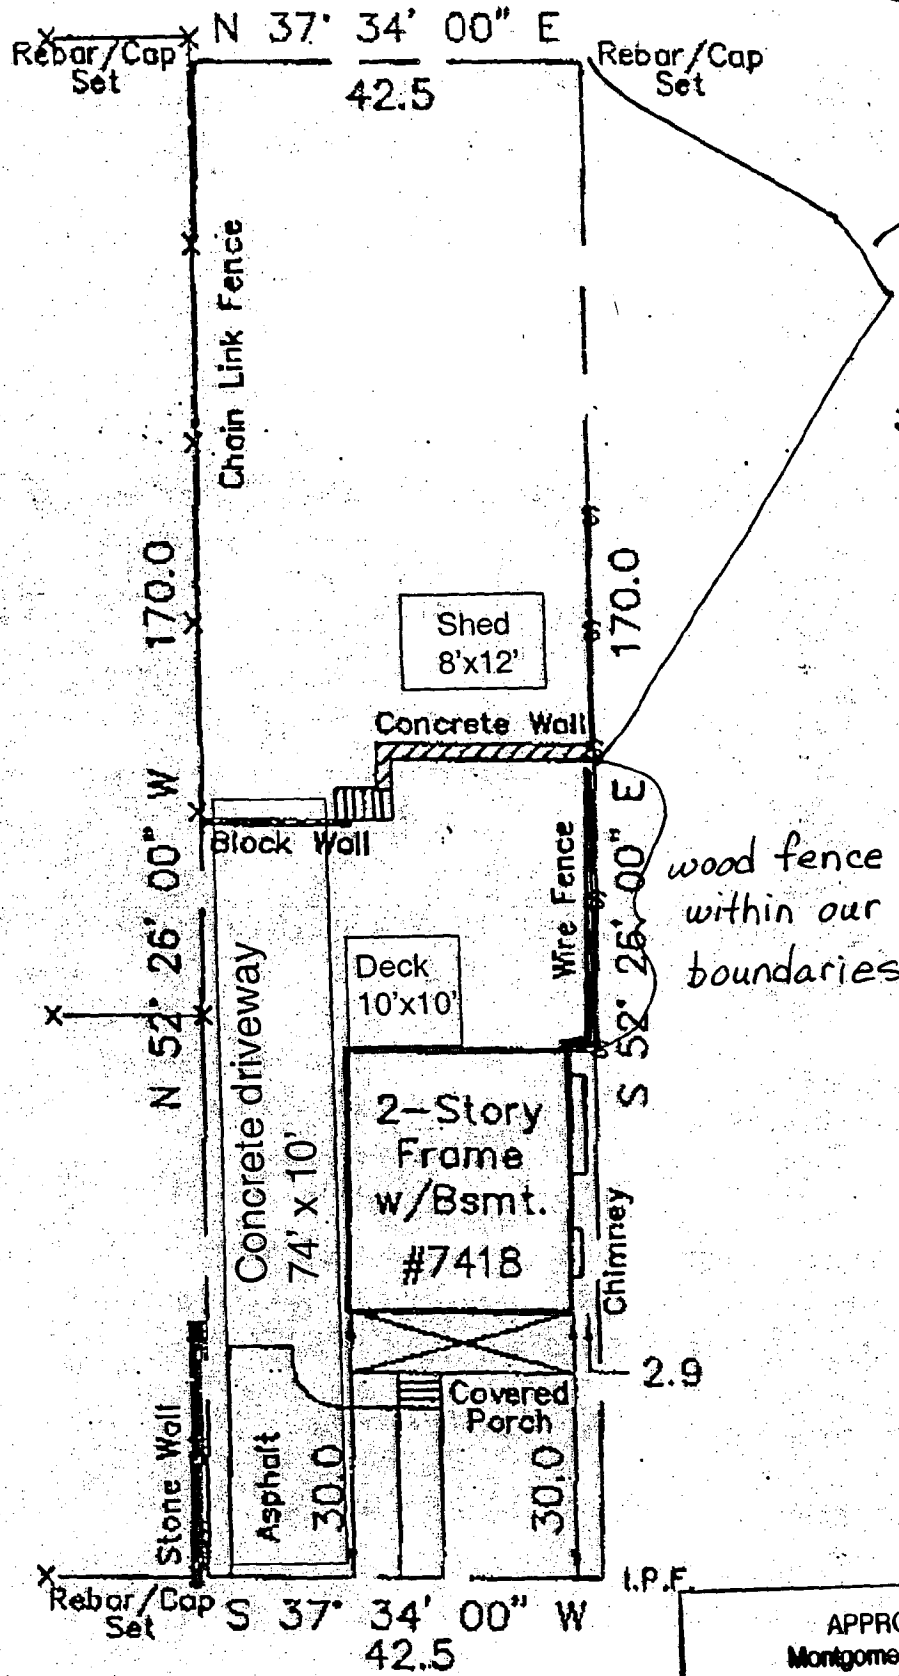 N 37° 34' 00" E
Rebar/Cap
Set
Rebar/Cap
Set
42.5
Chain Link Fence
170.0
170.0
Shed
8'x12'
Concrete Wall
N 52° 26' 00" W
Block Wall
Wire Fence
S 52° 26' 00" E
wood fence
within our
boundaries
Deck
10'x10'
Concrete driveway
74' x 10'
2-Story
Frame
w/Bsmt.
#7418
Chimney
2.9
Covered
Porch
Stone Wall
Asphalt
30.0
30.0
I.P.F.
Rebar/Cap
Set
S 37° 34' 00" W
42.5
APPRO
Montgome